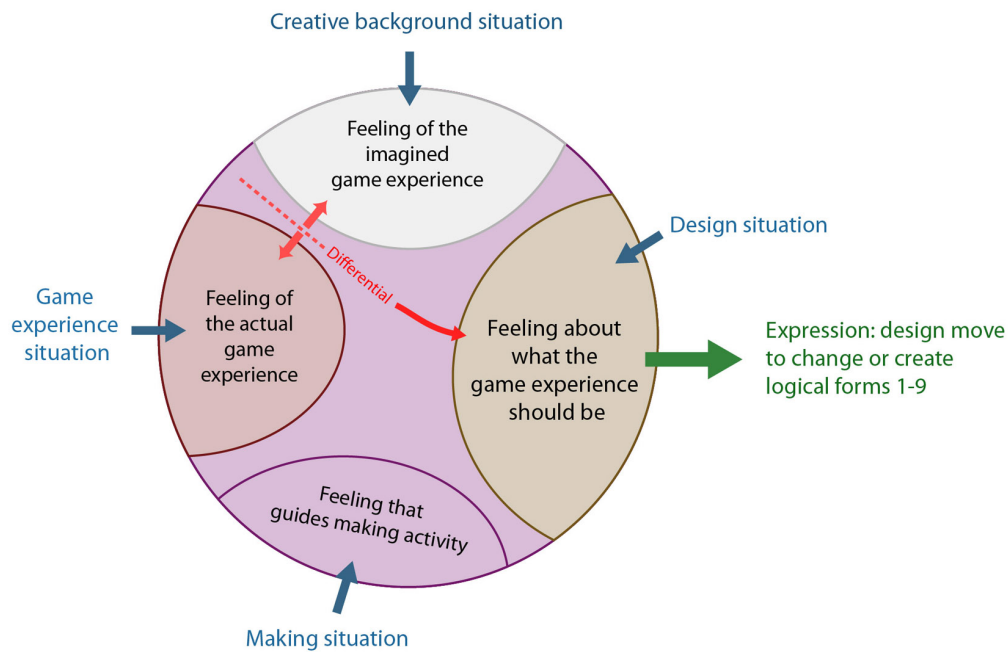 Creative background situation
Feeling of the
imagined
game experience
Design situation
Differential
Game
experience
situation
Feeling of
the actual
game
experience
Feeling about
what the
game experience
should be
Expression: design move
to change or create
logical forms 1-9
Feeling that
guides making activity
Making situation